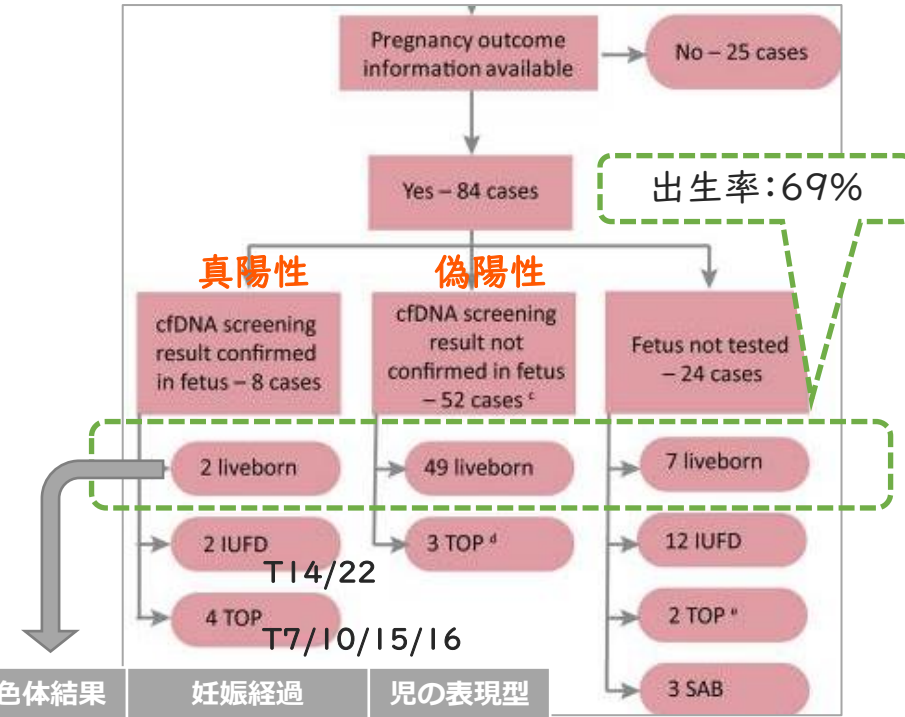 Pregnancy outcome
information available
No – 25 cases
Yes – 84 cases
出生率:69%
真陽性
偽陽性
cfDNA screening
result confirmed
in fetus – 8 cases
cfDNA screening
result not
confirmed in fetus
– 52 cases c
Fetus not tested
– 24 cases
2 liveborn
49 liveborn
7 liveborn
2 IUFD
T14/22
3 TOP d
12 IUFD
4 TOP
T7/10/15/16
2 TOP e
3 SAB
色体結果
妊娠経過
児の表現型